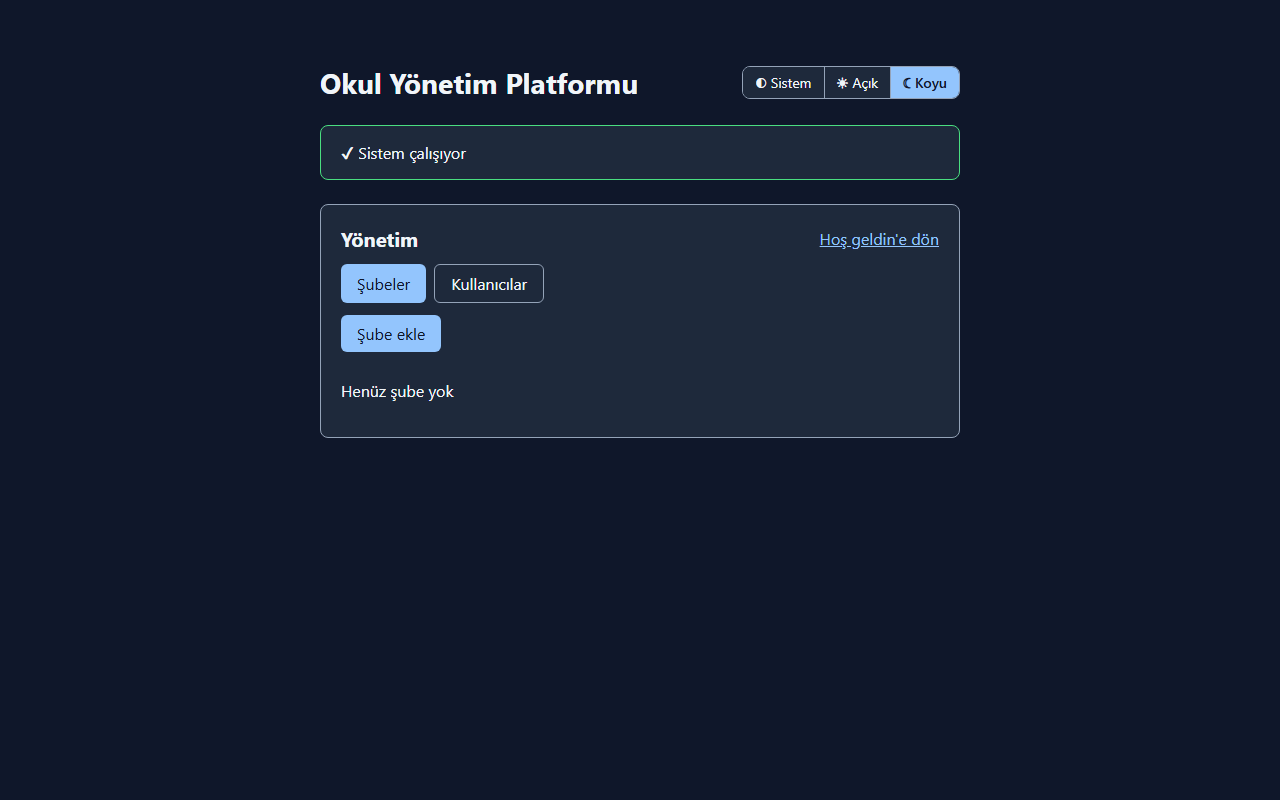 Okul Yönetim Platformu
◐ Sistem ☀ Açık ☾ Koyu
✓ Sistem çalışıyor
Yönetim Hoş geldin'e dön
Şubeler Kullanıcılar
Şube ekle
Henüz şube yok